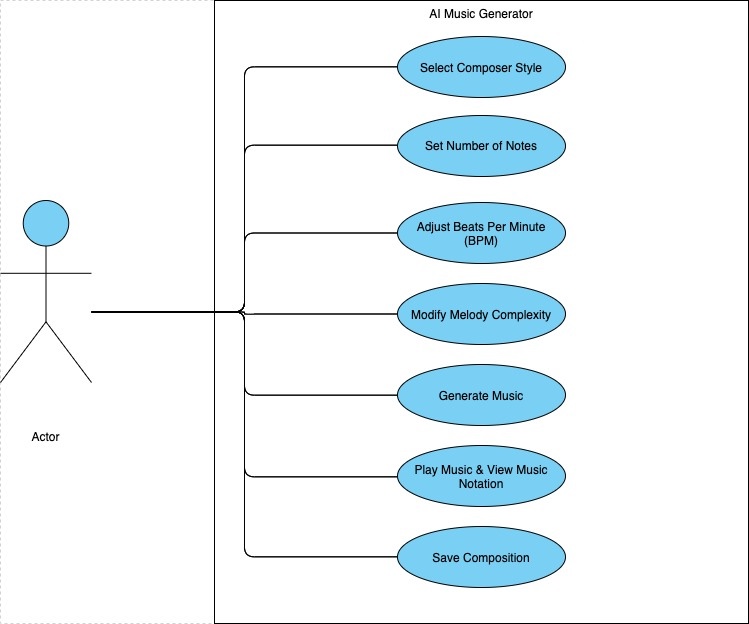 AI Music Generator
Select Composer Style
Set Number of Notes
Adjust Beats Per Minute
(BPM)
Modify Melody Complexity
Generate Music
Play Music & View Music
Notation
Save Composition
Actor